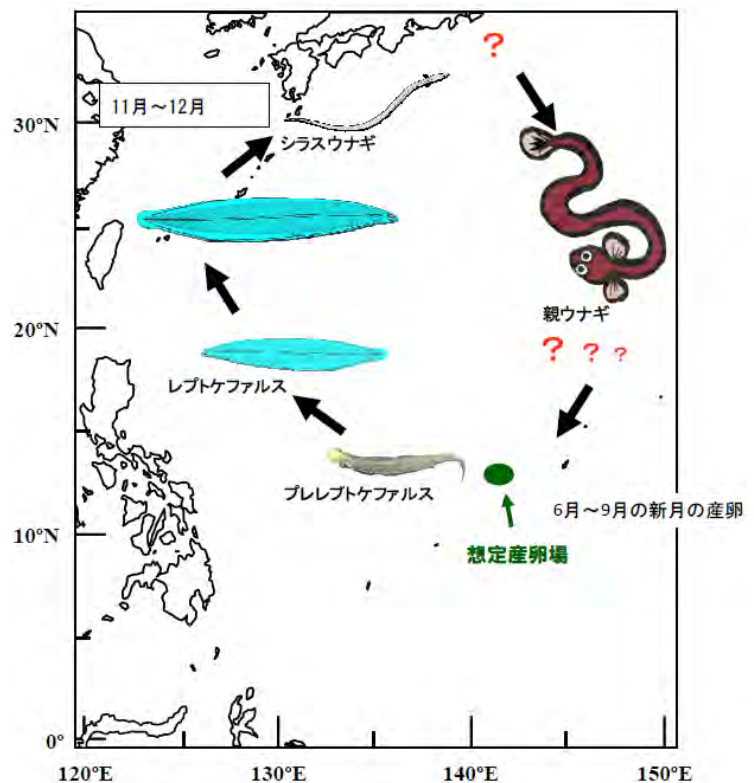 ?
11月～12月
30°N
シラスウナギ
20°N
親ウナギ
? ? ?
レプトケファルス
プレレプトケファルス
6月～9月の新月の産卵
10°N
想定産卵場
0°
120°E
130°E
140°E
150°E